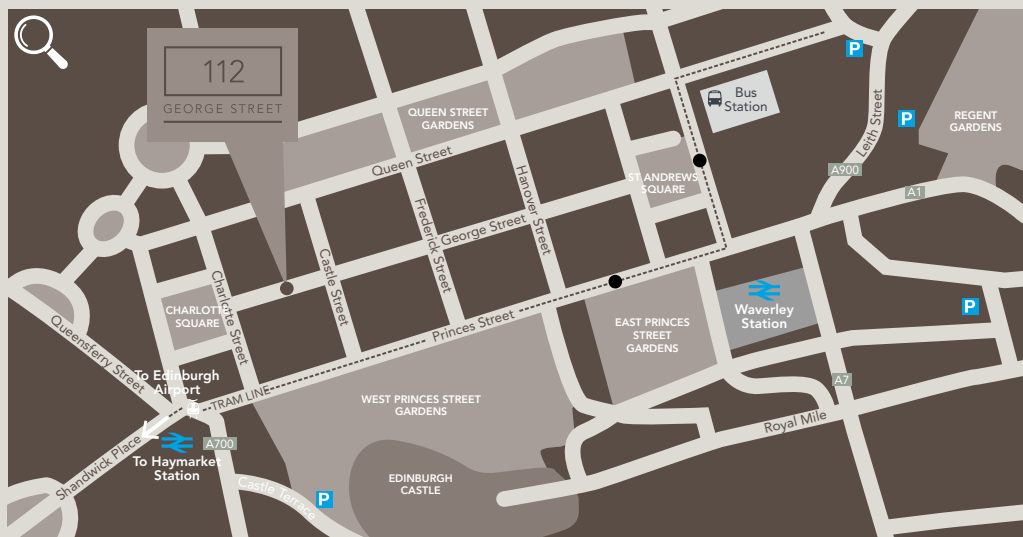 112
GEORGE STREET
QUEEN STREET
GARDENS
Queen Street
Bus
Station
P
P
Leith Street
REGENT
GARDENS
A900
A1
ST ANDREWS
SQUARE
Hanover Street
Frederick Street
George Street
Castle Street
Charlotte Street
CHARLOTTE
SQUARE
Queensferry Street
Princes Street
EAST PRINCES
STREET
GARDENS
Waverley
Station
P
To Edinburgh
Airport
TRAM LINE
WEST PRINCES STREET
GARDENS
A7
Royal Mile
A700
To Haymarket
Station
Shandwick Place
EDINBURGH
CASTLE
Castle Terrace
P